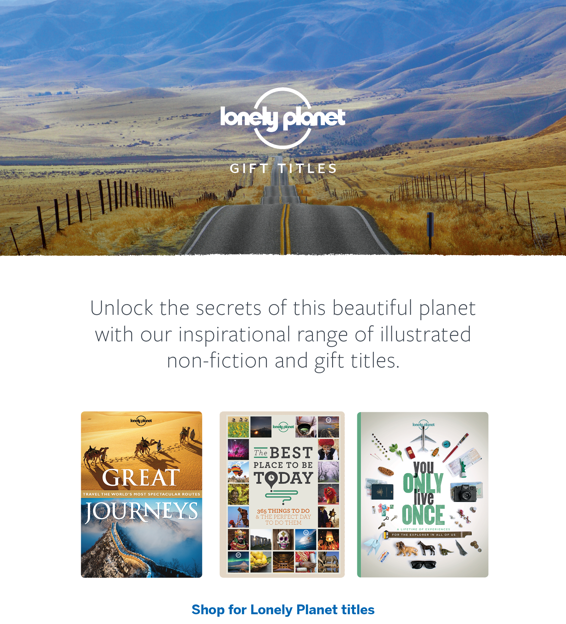 lonely planet
GIFT TITLES
Unlock the secrets of this beautiful planet
with our inspirational range of illustrated
non-fiction and gift titles.
lonely planet
GREAT
TRAVEL THE WORLD'S MOST SPECTACULAR ROUTES
JOURNEYS
lonely planet
The BEST
PLACE TO BE
TODAY
365 THINGS TO DO
& THE PERFECT DAY
TO DO THEM
lonely planet
you
ONLY
live
ONCE
A LIFETIME OF EXPERIENCES
FOR THE EXPLORER IN ALL OF US
Shop for Lonely Planet titles